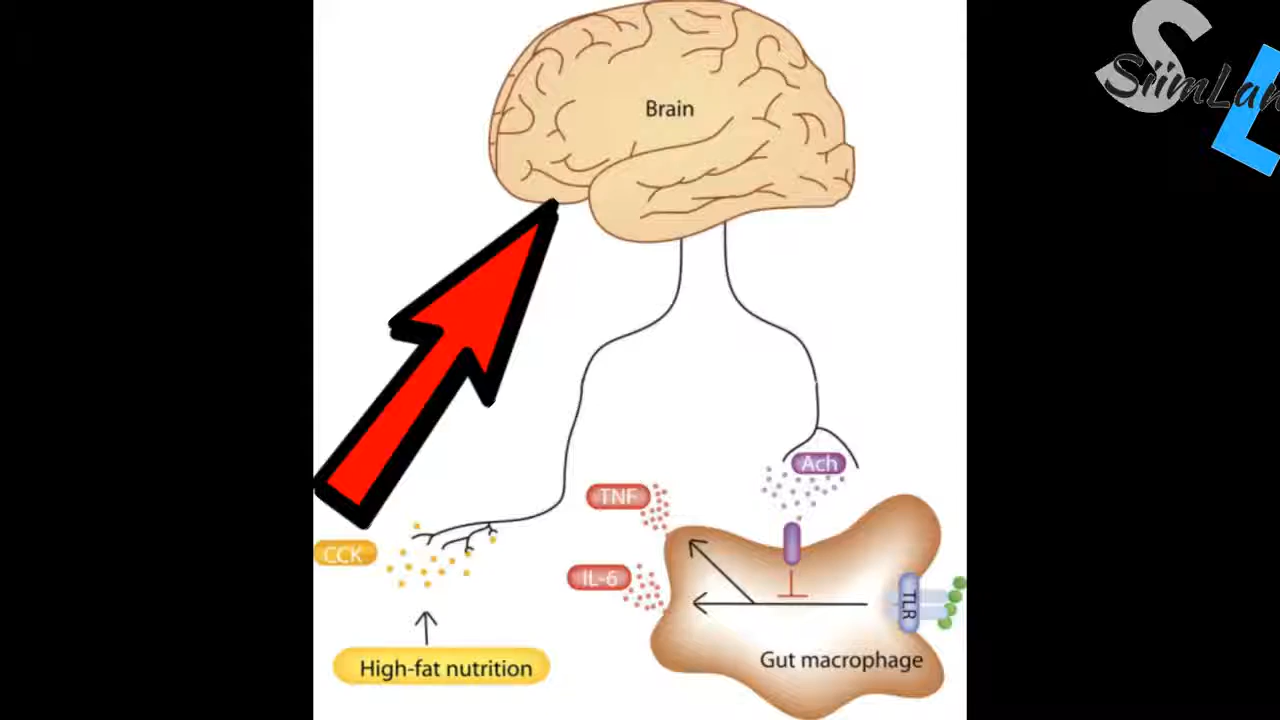 Brain
SiimLan
Ach
TNF
CCK
IL-6
TLR
High-fat nutrition
Gut macrophage